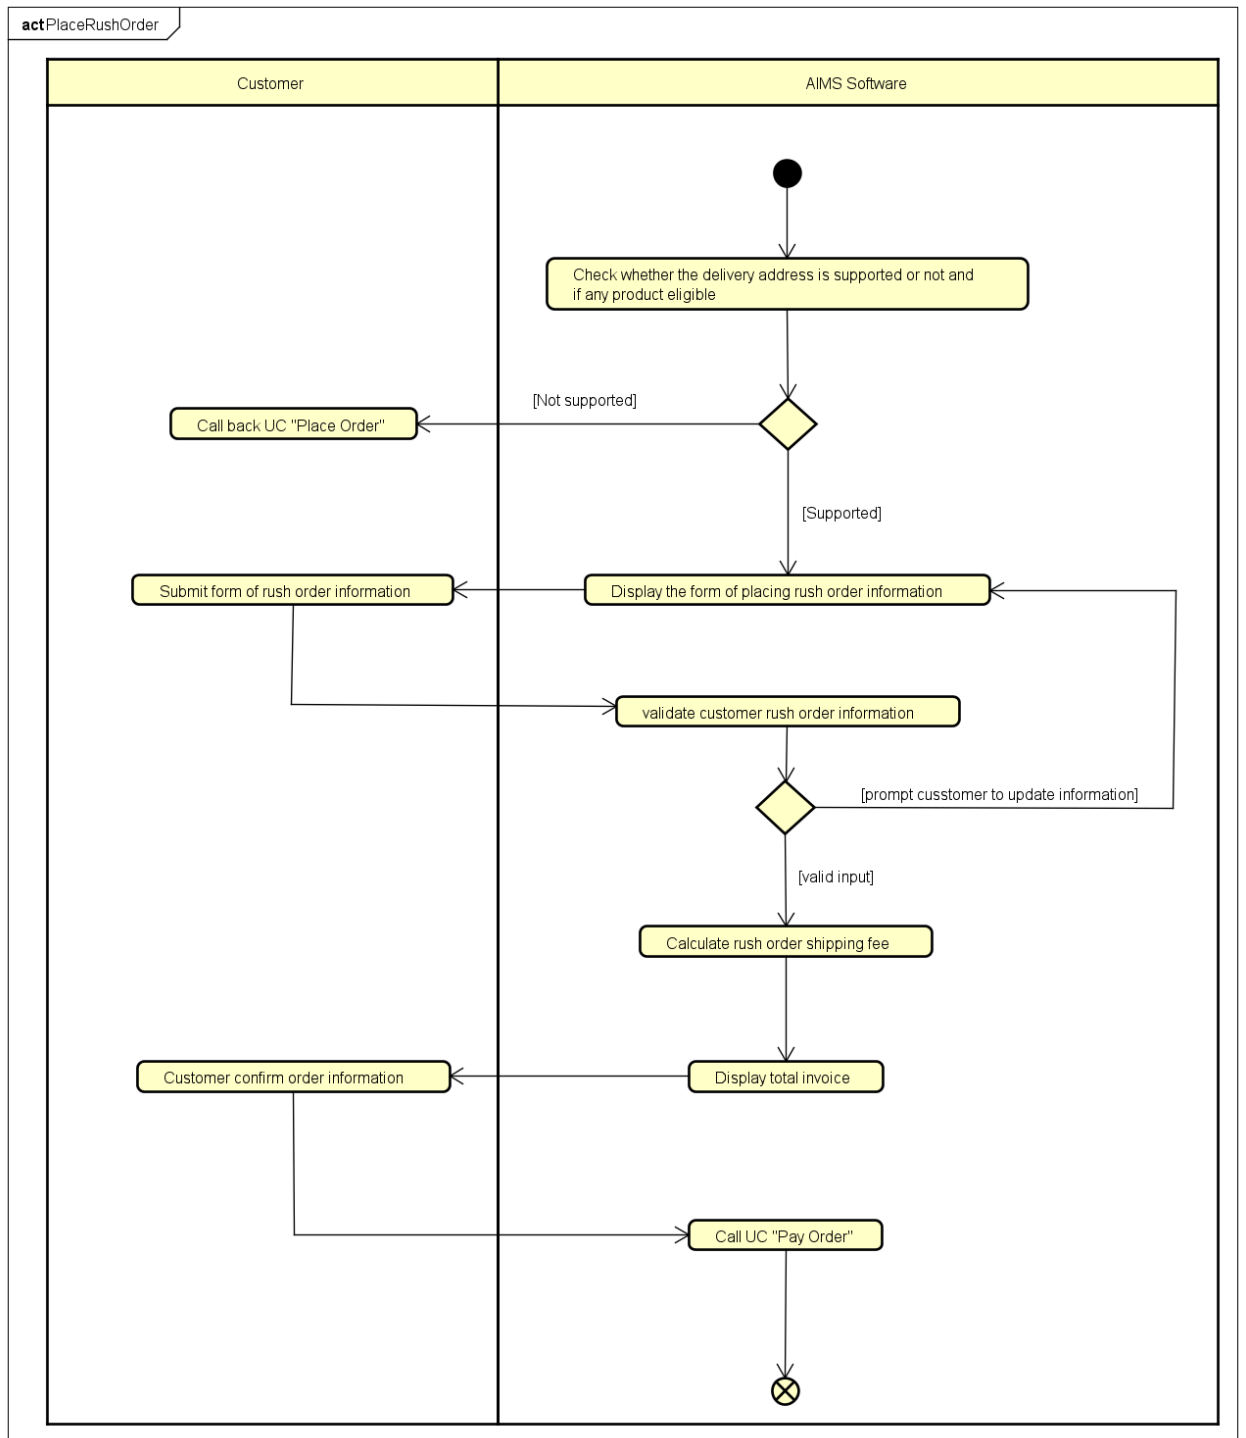 act PlaceRushOrder
Customer
AIMS Software
Check whether the delivery address is supported or not and
if any product eligible
[Not supported]
Call back UC "Place Order"
[Supported]
Submit form of rush order information
Display the form of placing rush order information
validate customer rush order information
[prompt cusstomer to update information]
[valid input]
Calculate rush order shipping fee
Customer confirm order information
Display total invoice
Call UC "Pay Order"